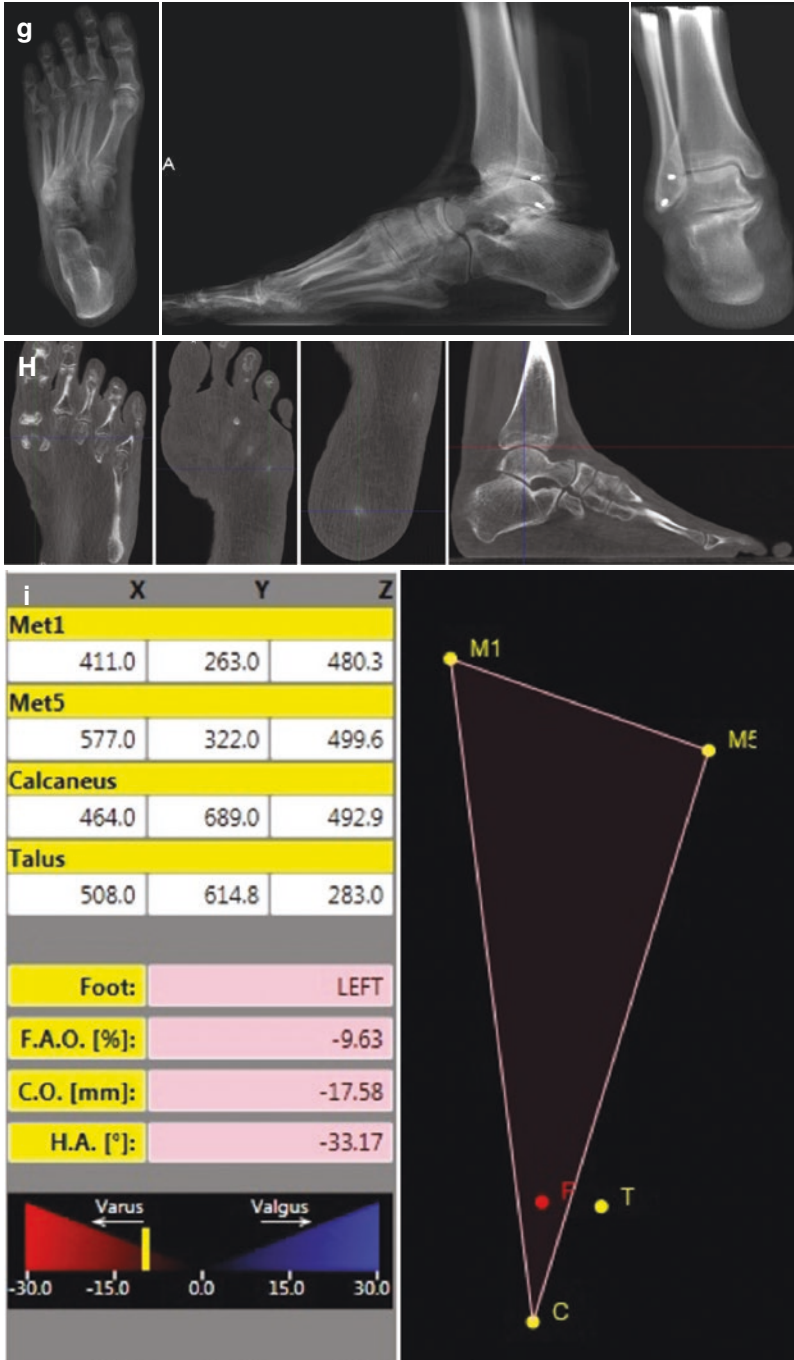 g
A
H
i X Y Z
Met1
411.0 263.0 480.3
Met5
577.0 322.0 499.6
Calcaneus
464.0 689.0 492.9
Talus
508.0 614.8 283.0
Foot: LEFT
F.A.O. [%]: -9.63
C.O. [mm]: -17.58
H.A. [°]: -33.17
Varus Valgus
-30.0 -15.0 0.0 15.0 30.0
M1
M5
F T
C